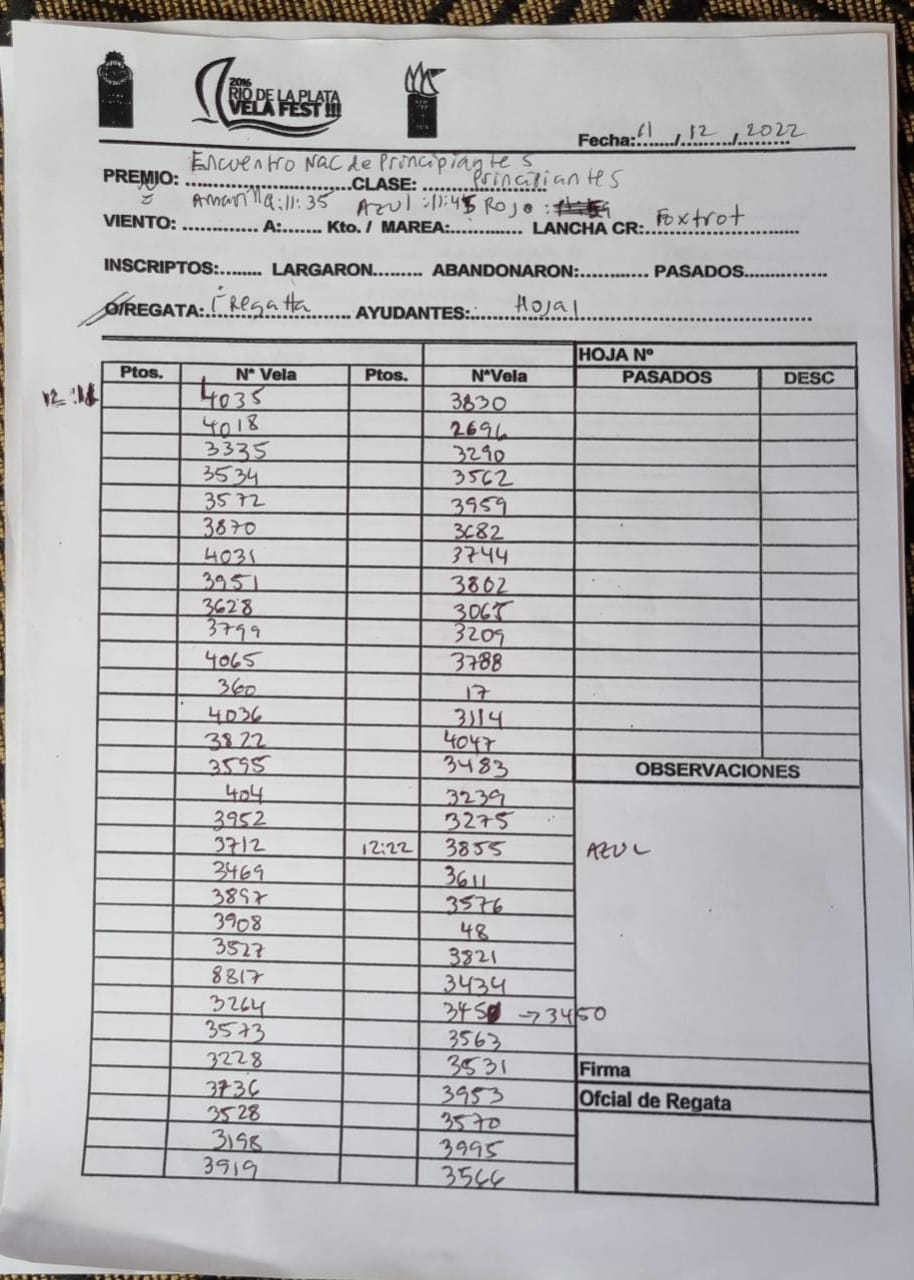 2016
RIO DE LA PLATA
VELA FEST III
Fecha: 11 / 12 / 2022
PREMIO: Encuentro Nac de Principiantes CLASE: Principiantes
Amarilla: 11:35 Azul: 11:45 Rojo:
VIENTO: ............. A:....... Kto. / MAREA:............. LANCHA CR: Foxtrot
INSCRIPTOS:........ LARGARON......... ABANDONARON:............ PASADOS...............
O/REGATA: 1 Regatta AYUDANTES: Hoja 1
HOJA Nº
Ptos. Nª Vela Ptos. NªVela PASADOS DESC
4035 3830
4018 2696
3335 3290
3534 3562
3572 3959
3870 3682
4031 3744
3951 3802
3628 3065
3799 3209
4065 3788
360 17
4036 3114
3822 4047
3595 3483
OBSERVACIONES
404 3239
3952 3275
3712 12:22 3855 AZUL
3469 3611
3897 3576
3908 48
3527 3821
8817 3434
3264 345 → 3450
3573 3563
3228 3531
Firma
3736 3953
Ofcial de Regata
3528 3570
3198 3995
3919 3566